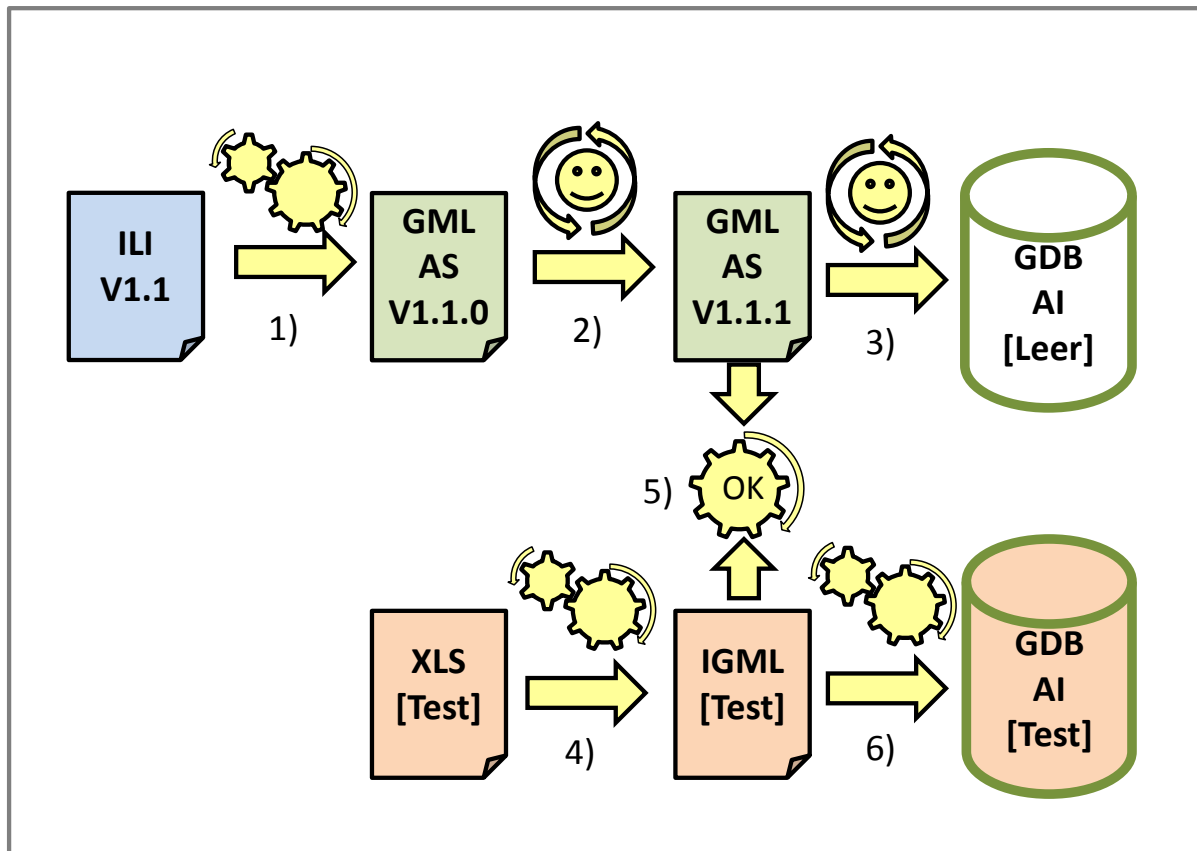 ILI
V1.1
1)
GML
AS
V1.1.0
2)
GML
AS
V1.1.1
3)
GDB
AI
[Leer]
5)
OK
XLS
[Test]
4)
IGML
[Test]
6)
GDB
AI
[Test]